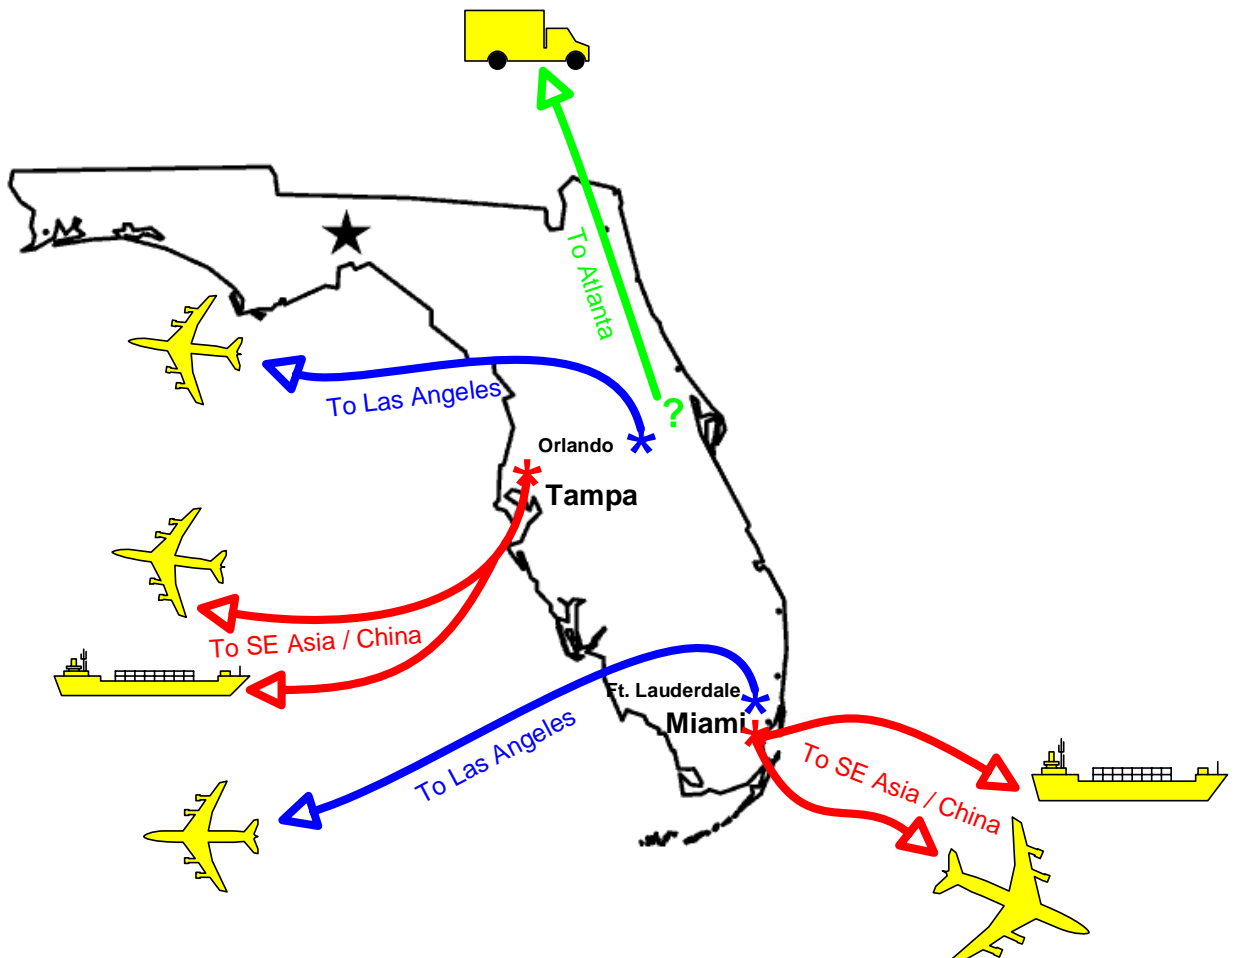 To Atlanta
To Las Angeles
?
Orlando
Tampa
To SE Asia / China
Ft. Lauderdale
Miami
To Las Angeles
To SE Asia / China